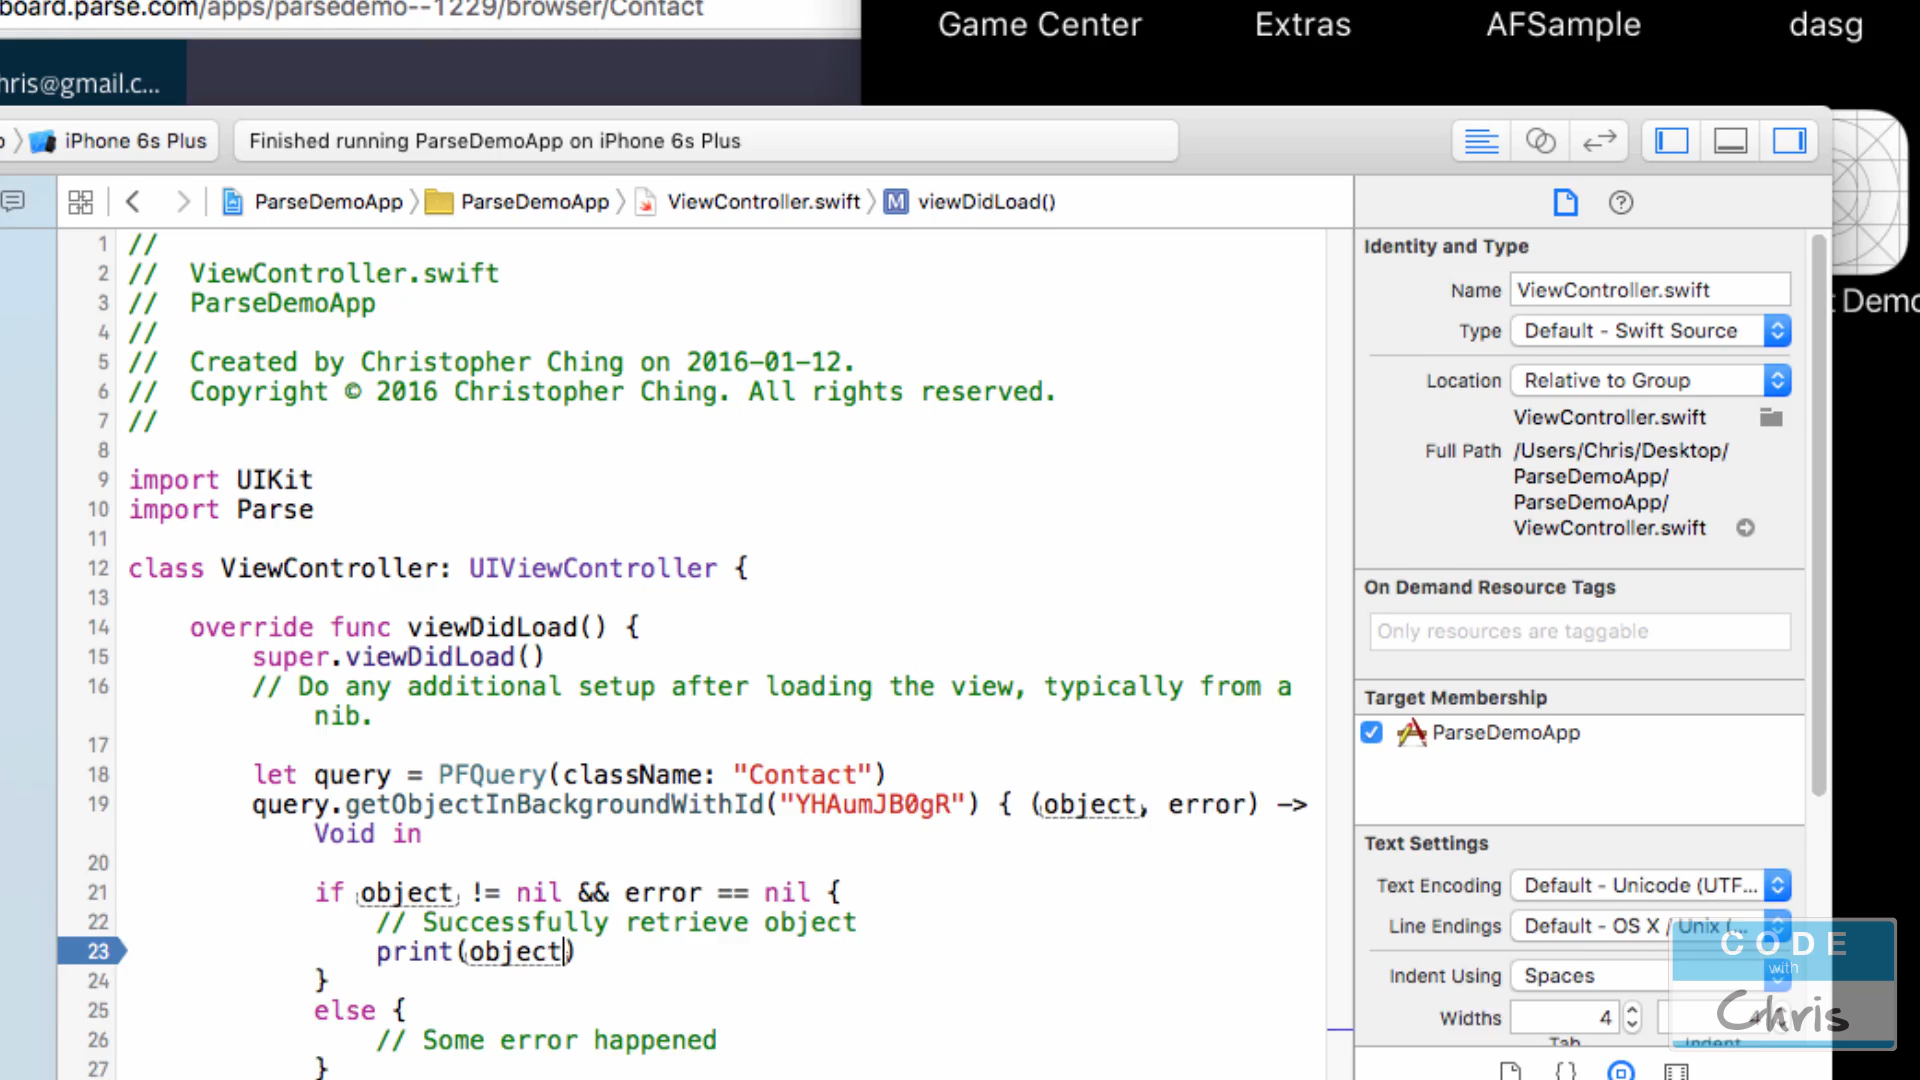 board.parse.com/apps/parsedemo--1229/browser/Contact
Game Center
Extras
AFSample
dasg
hris@gmail.c...
iPhone 6s Plus
Finished running ParseDemoApp on iPhone 6s Plus
ParseDemoApp
ParseDemoApp
ViewController.swift
M
viewDidLoad()
1 //
2 //  ViewController.swift
3 //  ParseDemoApp
4 //
5 //  Created by Christopher Ching on 2016-01-12.
6 //  Copyright © 2016 Christopher Ching. All rights reserved.
7 //
8
9 import UIKit
10 import Parse
11
12 class ViewController: UIViewController {
13
14     override func viewDidLoad() {
15         super.viewDidLoad()
16         // Do any additional setup after loading the view, typically from a
nib.
17
18         let query = PFQuery(className: "Contact")
19         query.getObjectInBackgroundWithId("YHAumJB0gR") { (object, error) ->
Void in
20
21             if object != nil && error == nil {
22                 // Successfully retrieve object
23                 print(object)
24             }
25             else {
26                 // Some error happened
27             }
Identity and Type
Name ViewController.swift
Type Default - Swift Source
Location Relative to Group
ViewController.swift
Full Path /Users/Chris/Desktop/
ParseDemoApp/
ParseDemoApp/
ViewController.swift
On Demand Resource Tags
Only resources are taggable
Target Membership
ParseDemoApp
Text Settings
Text Encoding Default - Unicode (UTF...
Line Endings Default - OS X / Unix (...
Indent Using Spaces
Widths 4 4
Tab Indent
Demo
CODE
with
Chris